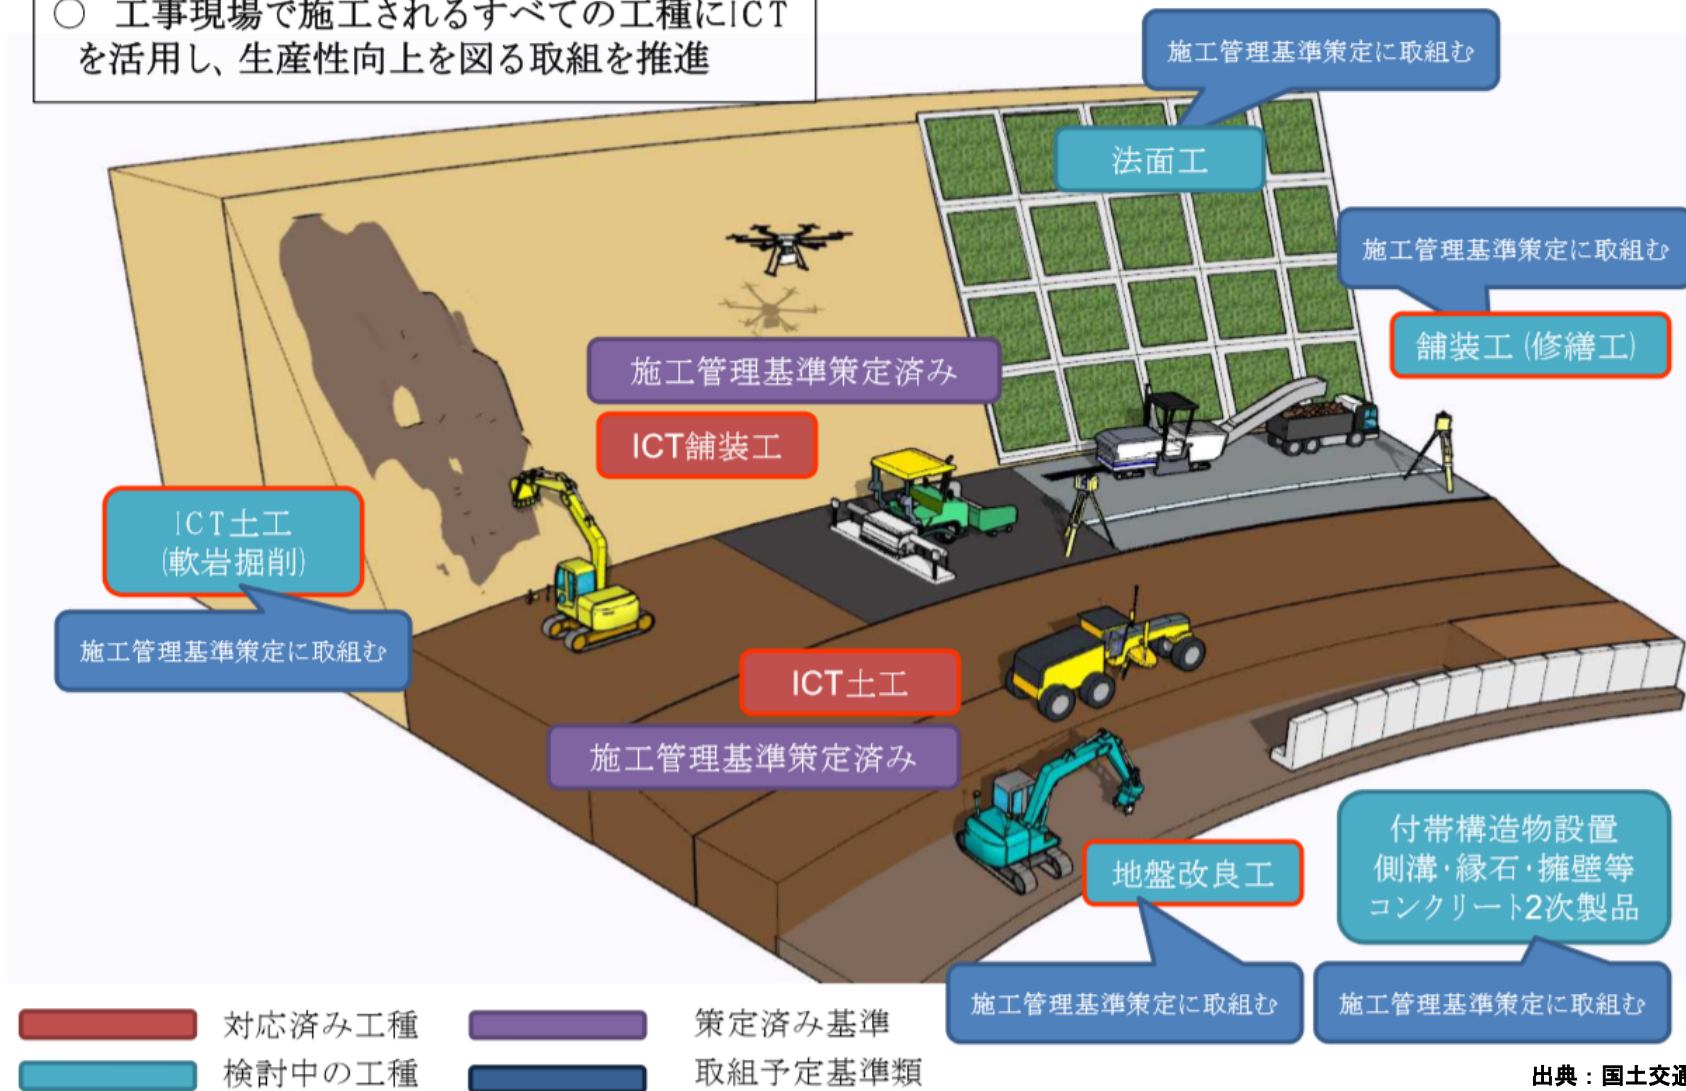 ○ 工事現場で施工されるすべての工種にICT
を活用し、生産性向上を図る取組を推進
施工管理基準策定に取組む
法面工
施工管理基準策定に取組む
舗装工(修繕工)
施工管理基準策定済み
ICT舗装工
ICT土工
(軟岩掘削)
施工管理基準策定に取組む
ICT土工
施工管理基準策定済み
地盤改良工
施工管理基準策定に取組む
付帯構造物設置
側溝・縁石・擁壁等
コンクリート2次製品
施工管理基準策定に取組む
対応済み工種
策定済み基準
検討中の工種
取組予定基準類
出典：国土交通